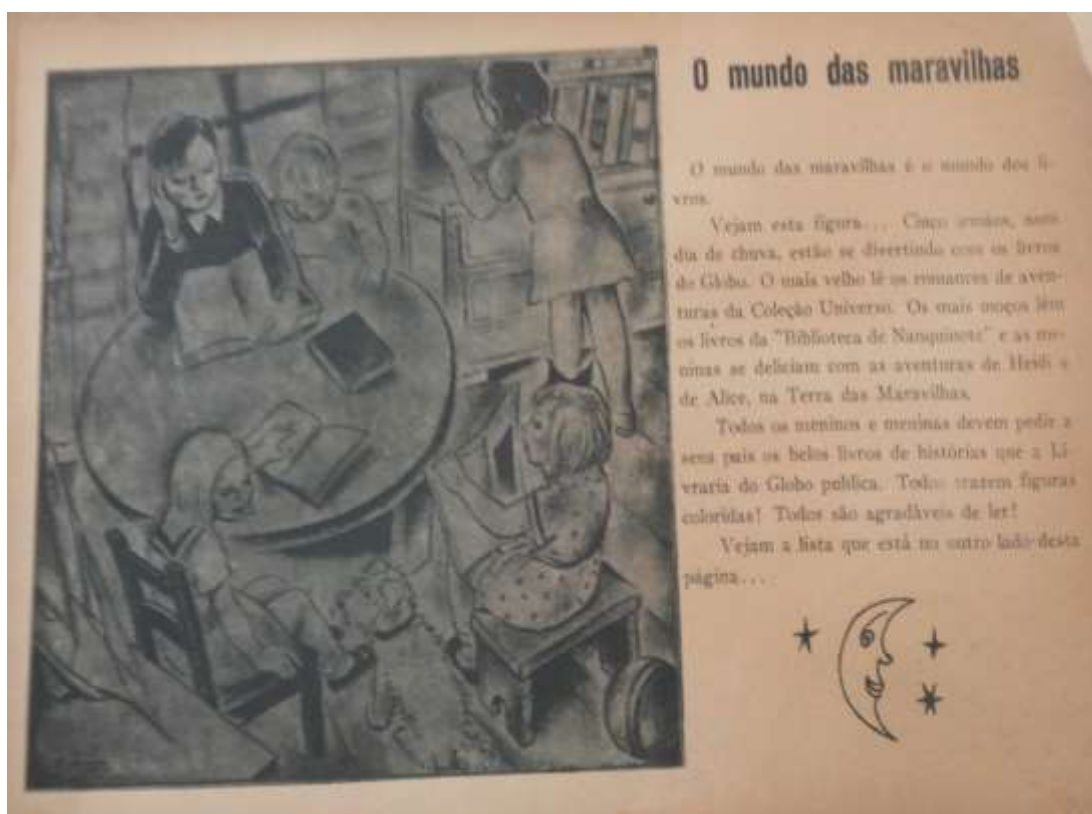 O mundo das maravilhas
O mundo das maravilhas é o mundo dos li-
vros.
Vejam esta figura... Cinco irmãos, num
dia de chuva, estão se divertindo com os livros
do Globo. O mais velho lê os romances de aven-
turas da Coleção Universo. Os mais moços lêm
os livros da "Biblioteca de Nanquinote" e as me-
ninas se deliciam com as aventuras de Heidi e
de Alice, na Terra das Maravilhas.
Todos os meninos e meninas devem pedir a
seus pais os belos livros de histórias que a Li-
vraria do Globo publica. Todos trazem figuras
coloridas! Todos são agradáveis de ler!
Vejam a lista que está no outro lado desta
página...